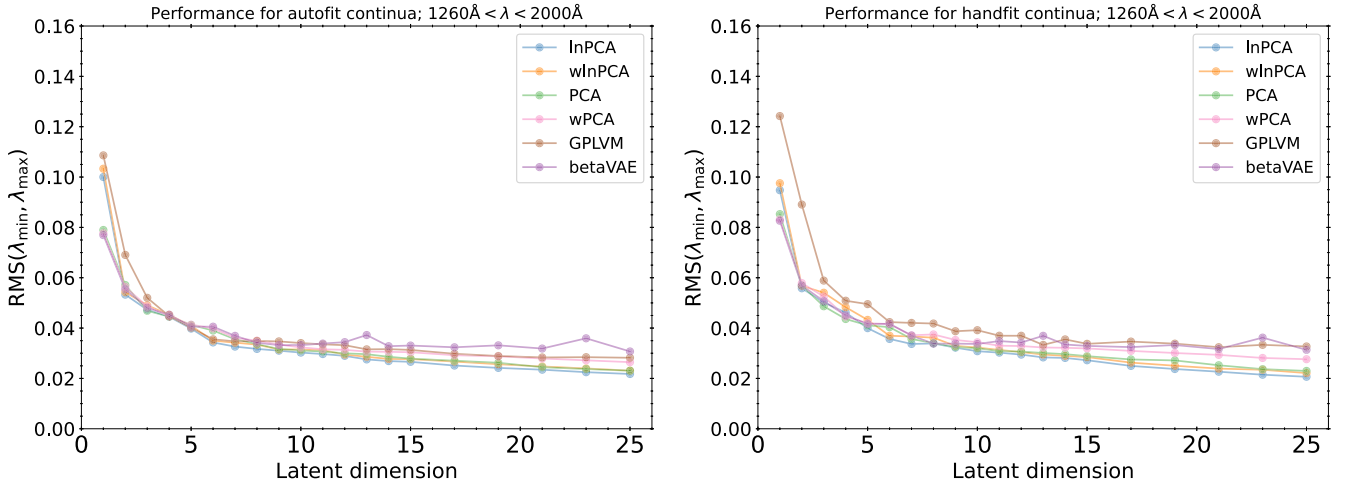 Performance for autofit continua; 1260Å < λ < 2000Å
RMS(λmin, λmax)
0.16
0.14
0.12
0.10
0.08
0.06
0.04
0.02
0.00
lnPCA
wlnPCA
PCA
wPCA
GPLVM
betaVAE
0 5 10 15 20 25
Latent dimension
Performance for handfit continua; 1260Å < λ < 2000Å
RMS(λmin, λmax)
0.16
0.14
0.12
0.10
0.08
0.06
0.04
0.02
0.00
lnPCA
wlnPCA
PCA
wPCA
GPLVM
betaVAE
0 5 10 15 20 25
Latent dimension